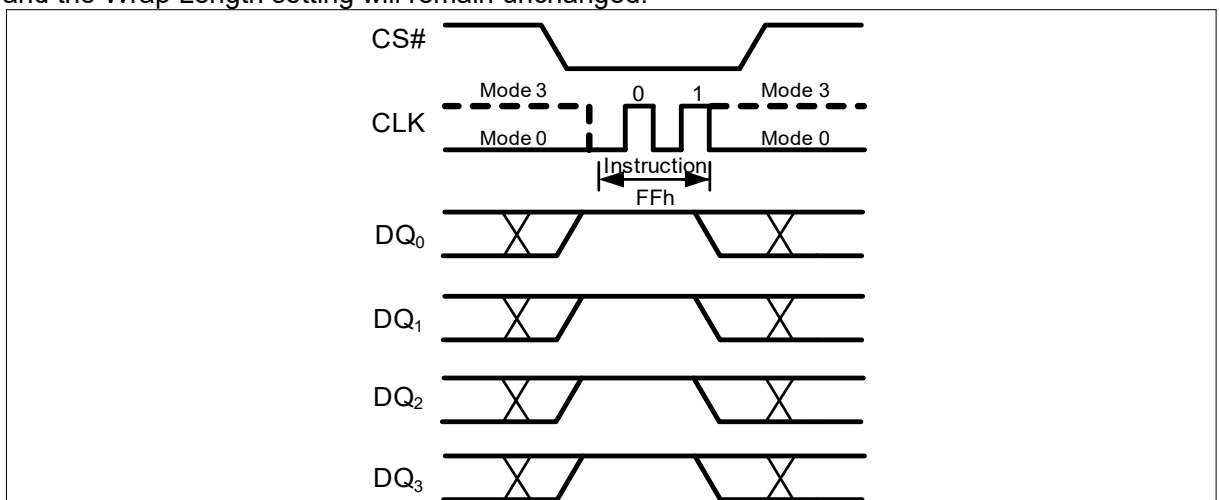 and the Wrap Length setting will remain unchanged.
CS#
Mode 3 0 1 Mode 3
CLK
Mode 0 Mode 0
Instruction
FFh
DQ0
DQ1
DQ2
DQ3